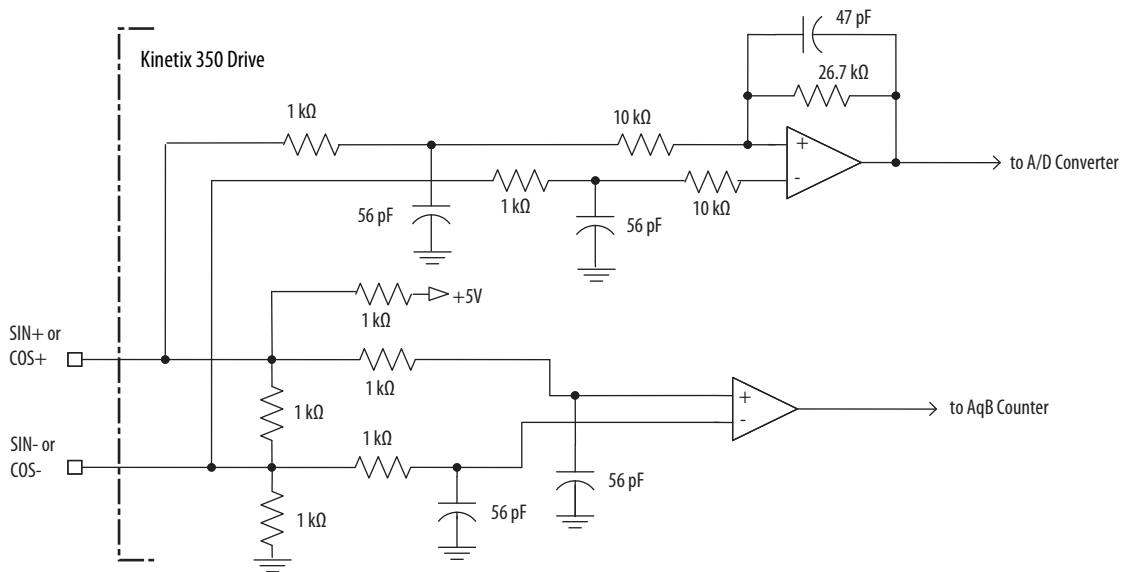 47 pF
Kinetix 350 Drive
26.7 kΩ
1 kΩ
10 kΩ
+
-
to A/D Converter
56 pF
1 kΩ
56 pF
10 kΩ
+5V
1 kΩ
SIN+ or
COS+
1 kΩ
1 kΩ
+
-
to AqB Counter
SIN- or
COS-
1 kΩ
56 pF
1 kΩ
56 pF